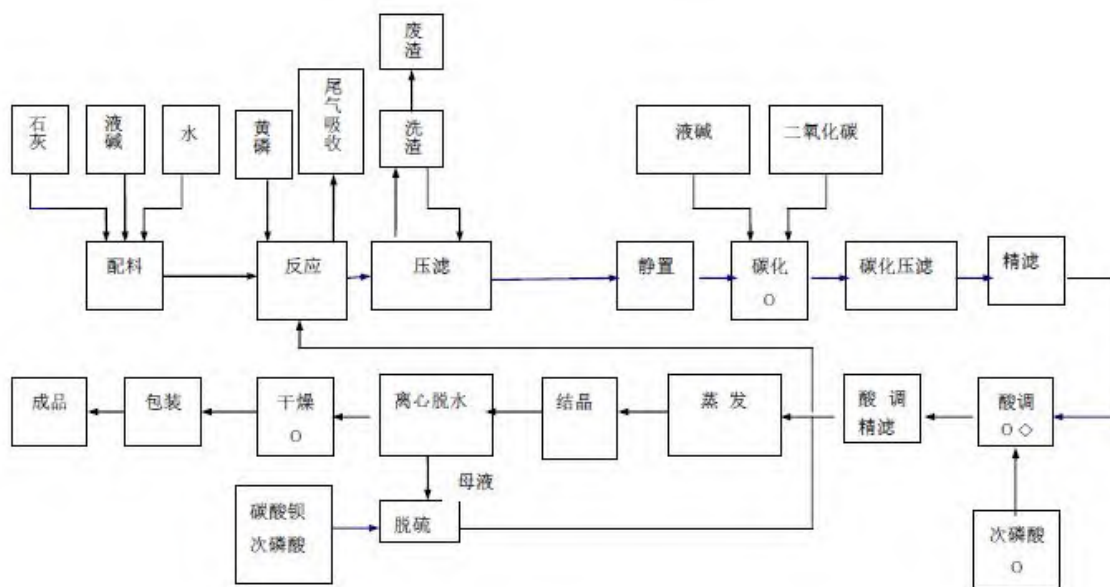 废渣
尾气吸收
石灰
液碱
水
黄磷
洗渣
液碱
二氧化碳
配料
反应
压滤
静置
碳化
O
碳化压滤
精滤
成品
包装
干燥
O
离心脱水
结晶
蒸 发
酸 调
精滤
酸调
O◇
母液
碳酸钡
次磷酸
脱硫
次磷酸
O